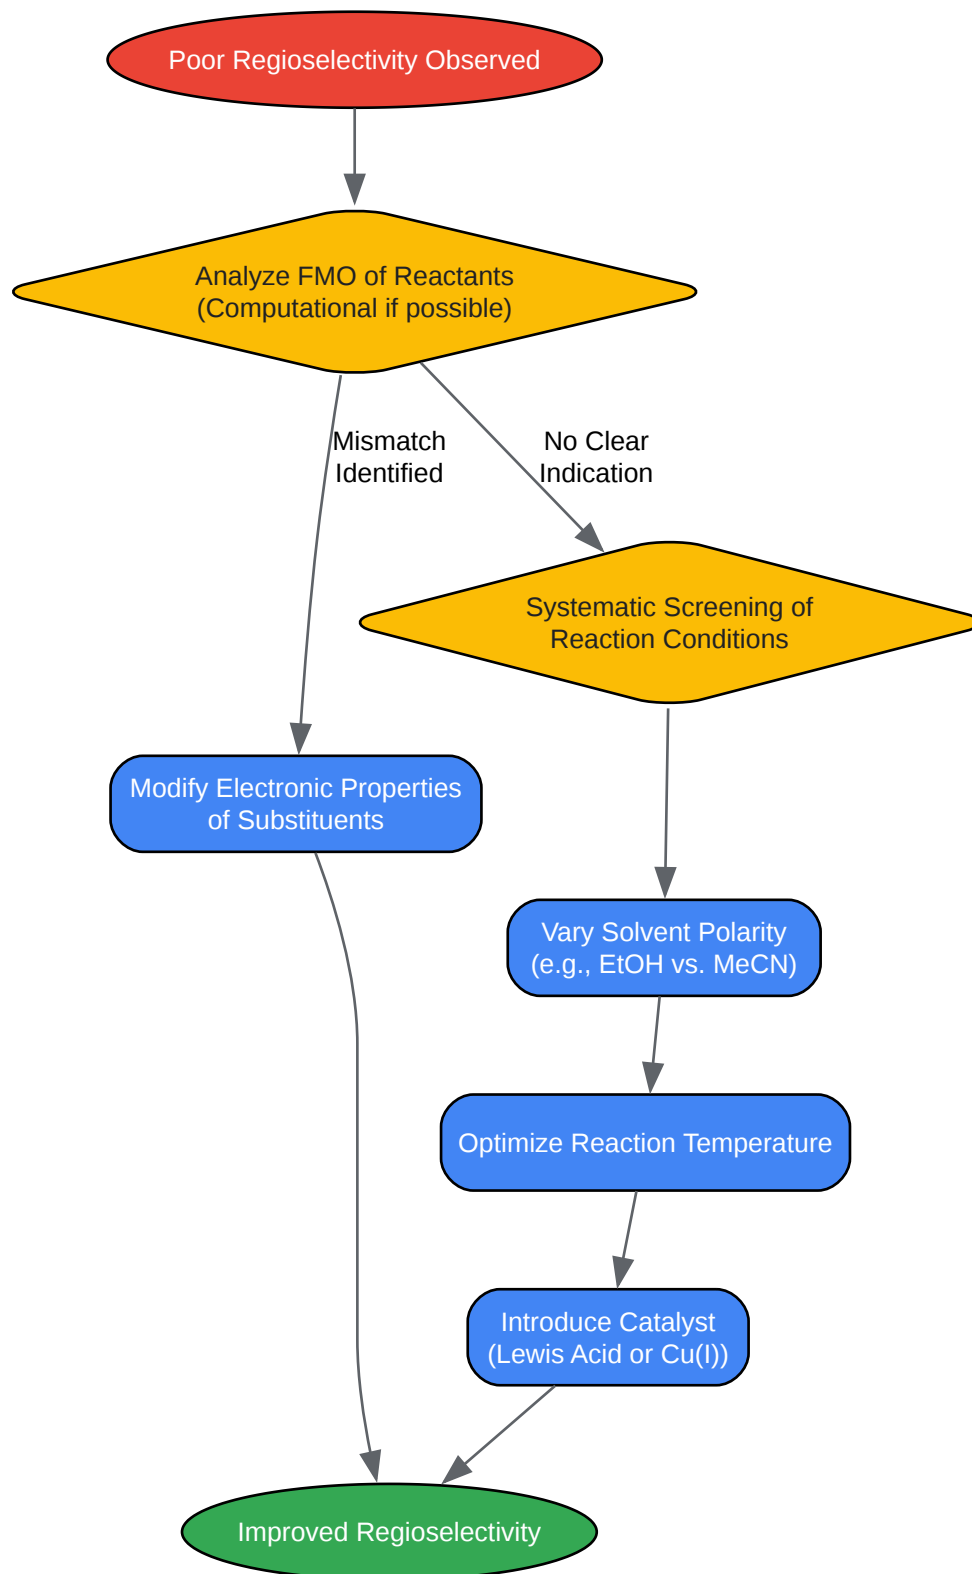 Poor Regioselectivity Observed
Analyze FMO of Reactants
(Computational if possible)
Mismatch
Identified
No Clear
Indication
Systematic Screening of
Reaction Conditions
Modify Electronic Properties
of Substituents
Vary Solvent Polarity
(e.g., EtOH vs. MeCN)
Optimize Reaction Temperature
Introduce Catalyst
(Lewis Acid or Cu(I))
Improved Regioselectivity